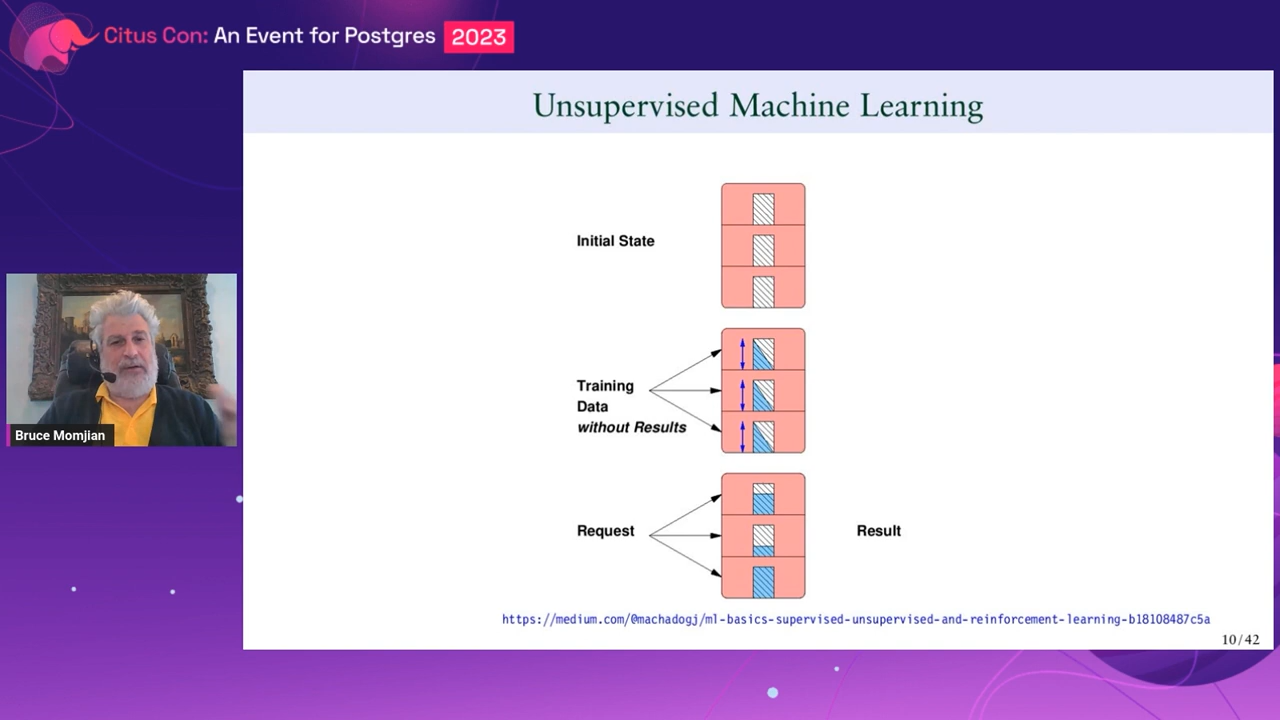 Citus Con: An Event for Postgres 2023
Unsupervised Machine Learning
Initial State
Training
Data
without Results
Request
Result
Bruce Momjian
https://medium.com/@machadogj/ml-basics-supervised-unsupervised-and-reinforcement-learning-b18108487c5a
10/42